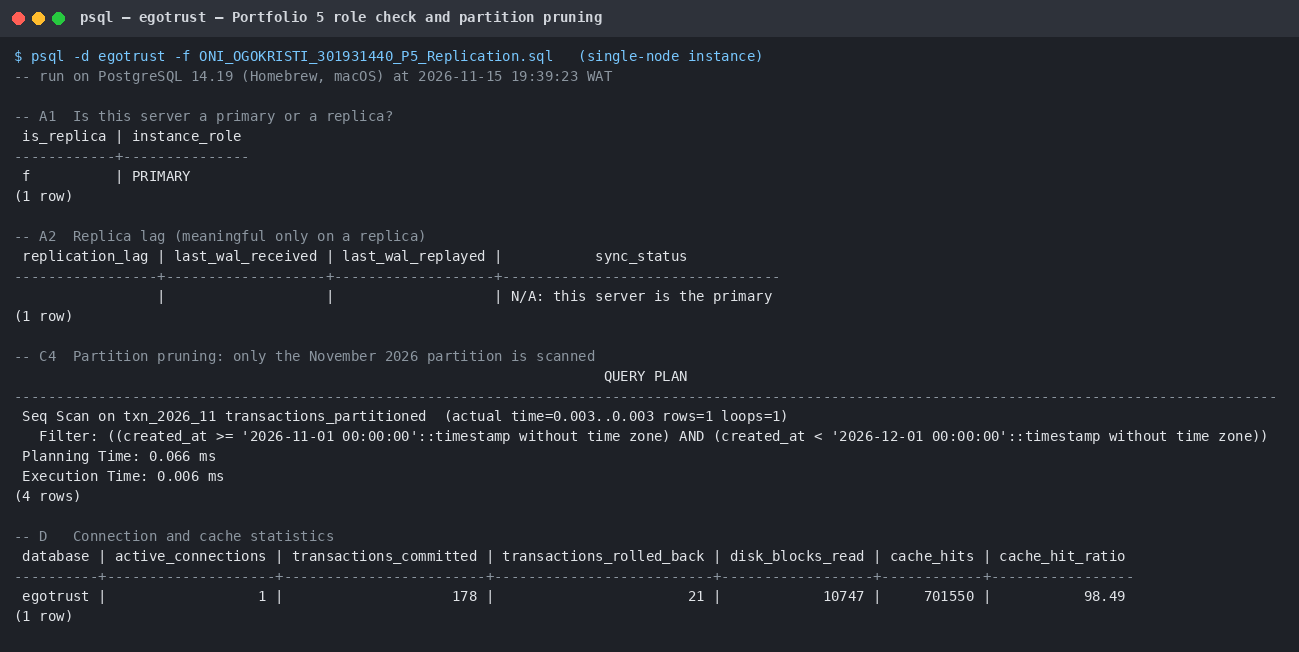 psql — egotrust — Portfolio 5 role check and partition pruning
$ psql -d egotrust -f ONI_OGOKRISTI_301931440_P5_Replication.sql   (single-node instance)
-- run on PostgreSQL 14.19 (Homebrew, macOS) at 2026-11-15 19:39:23 WAT
-- A1  Is this server a primary or a replica?
 is_replica | instance_role
------------+---------------
 f          | PRIMARY
(1 row)
-- A2  Replica lag (meaningful only on a replica)
 replication_lag | last_wal_received | last_wal_replayed |           sync_status
-----------------+-------------------+-------------------+---------------------------------
                 |                   |                   | N/A: this server is the primary
(1 row)
-- C4  Partition pruning: only the November 2026 partition is scanned
                                                                      QUERY PLAN
------------------------------------------------------------------------------------------------------------------------------------------------------
 Seq Scan on txn_2026_11 transactions_partitioned  (actual time=0.003..0.003 rows=1 loops=1)
   Filter: ((created_at >= '2026-11-01 00:00:00'::timestamp without time zone) AND (created_at < '2026-12-01 00:00:00'::timestamp without time zone))
 Planning Time: 0.066 ms
 Execution Time: 0.006 ms
(4 rows)
-- D   Connection and cache statistics
 database | active_connections | transactions_committed | transactions_rolled_back | disk_blocks_read | cache_hits | cache_hit_ratio
----------+--------------------+------------------------+--------------------------+------------------+------------+-----------------
 egotrust |                  1 |                    178 |                       21 |            10747 |     701550 |           98.49
(1 row)